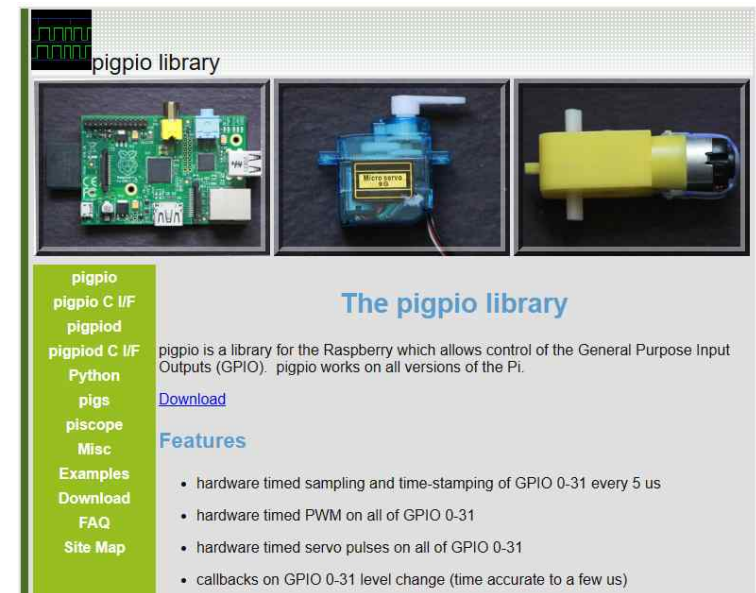 pigpio library
Micro servo
9G
pigpio
pigpio C I/F
pigpiod
pigpiod C I/F
Python
pigs
piscope
Misc
Examples
Download
FAQ
Site Map
The pigpio library
pigpio is a library for the Raspberry which allows control of the General Purpose Input
Outputs (GPIO).  pigpio works on all versions of the Pi.
Download
Features
• hardware timed sampling and time-stamping of GPIO 0-31 every 5 us
• hardware timed PWM on all of GPIO 0-31
• hardware timed servo pulses on all of GPIO 0-31
• callbacks on GPIO 0-31 level change (time accurate to a few us)